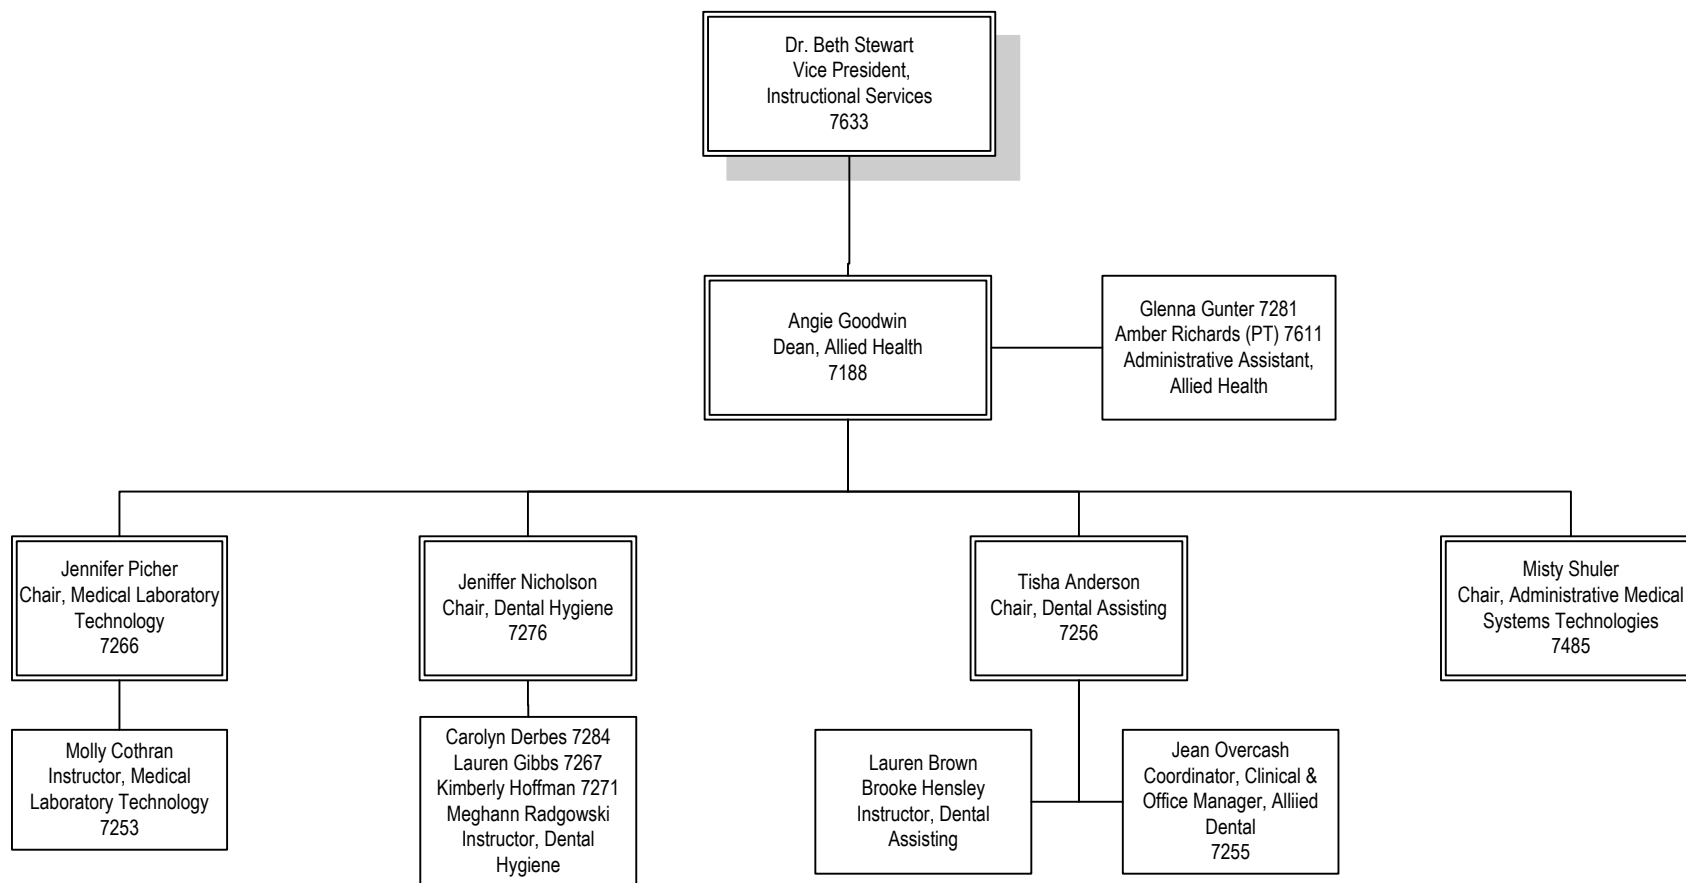 Dr. Beth Stewart
Vice President,
Instructional Services
7633
Angie Goodwin
Dean, Allied Health
7188
Glenna Gunter 7281
Amber Richards (PT) 7611
Administrative Assistant,
Allied Health
Jennifer Picher
Chair, Medical Laboratory
Technology
7266
Jeniffer Nicholson
Chair, Dental Hygiene
7276
Tisha Anderson
Chair, Dental Assisting
7256
Misty Shuler
Chair, Administrative Medical
Systems Technologies
7485
Molly Cothran
Instructor, Medical
Laboratory Technology
7253
Carolyn Derbes 7284
Lauren Gibbs 7267
Kimberly Hoffman 7271
Meghann Radgowski
Instructor, Dental
Hygiene
Lauren Brown
Brooke Hensley
Instructor, Dental
Assisting
Jean Overcash
Coordinator, Clinical &
Office Manager, Alliied
Dental
7255